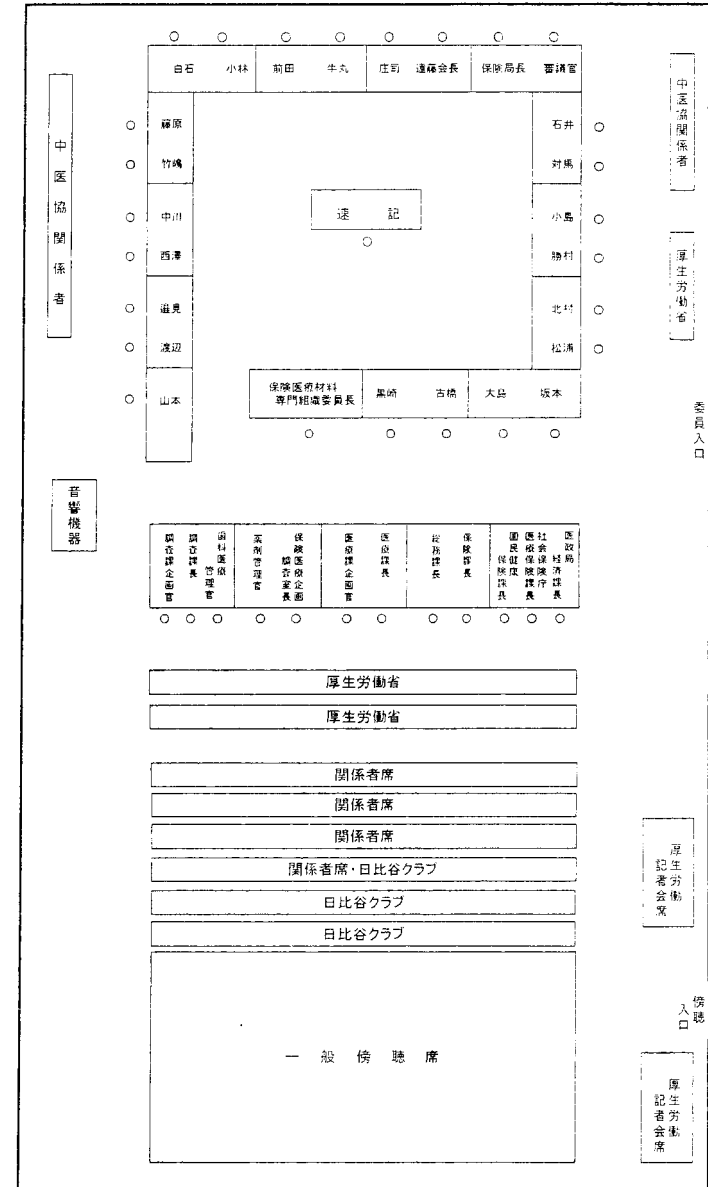 白石 小林 前田 牛丸 庄司 遠藤会長 保険局長 審議官
中医協関係者
藤原
竹嶋
中川
西澤
邉見
渡辺
山本
速記
石井
対馬
小島
勝村
北村
松浦
中医協関係者
厚生労働省
保険医療材料
専門組織委員長
黒崎 古橋 大島 坂本
委員入口
音響機器
調査課企画官
調査課長
歯科医療
管理官
薬剤管理官
保険医療企画
調査室長
医療課企画官
医療課長
総務課長
保険課長
国民健康
保険課長
社会保険庁
医療保険課長
医政局
経済課長
厚生労働省
厚生労働省
関係者席
関係者席
関係者席
関係者席・日比谷クラブ
日比谷クラブ
日比谷クラブ
厚生労働
記者会席
傍聴
入口
一般傍聴席
厚生労働
記者会席